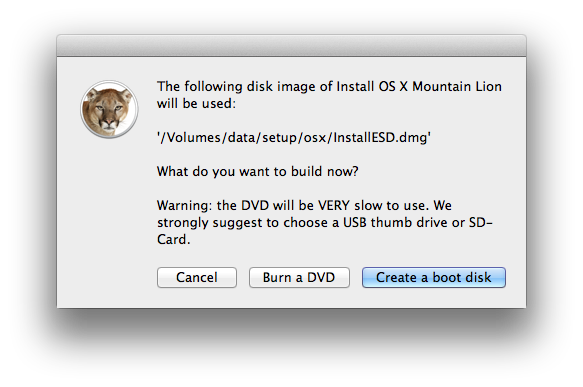 The following disk image of Install OS X Mountain Lion
will be used:
'/Volumes/data/setup/osx/InstallESD.dmg'
What do you want to build now?
Warning: the DVD will be VERY slow to use. We
strongly suggest to choose a USB thumb drive or SD-
Card.
Cancel
Burn a DVD
Create a boot disk